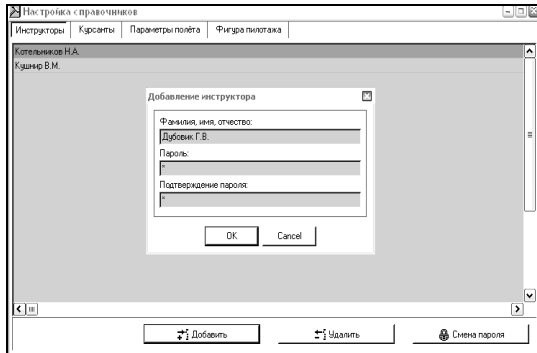 Настройка справочников
Инструкторы Курсанты Параметры полёта Фигура пилотажа
Котельников Н.А.
Кушнир В.М.
Добавление инструктора
Фамилия, имя, отчество:
Дубовик Г.В.
Пароль:
*
Подтверждение пароля:
*
OK Cancel
Добавить Удалить Смена пароля